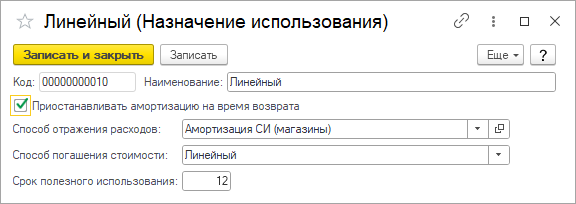 Линейный (Назначение использования)
Записать и закрыть Записать Еще ?
Код: 00000000010 Наименование: Линейный
Приостанавливать амортизацию на время возврата
Способ отражения расходов: Амортизация СИ (магазины)
Способ погашения стоимости: Линейный
Срок полезного использования: 12